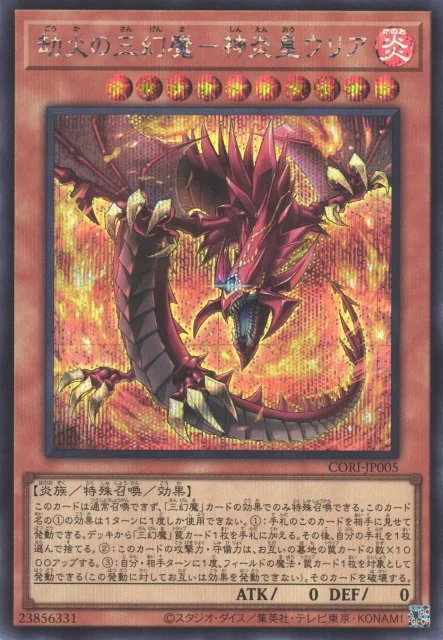 劫火の三幻魔－神炎皇ウリア
炎
CORI-JP005
【炎族／特殊召喚／効果】
このカードは通常召喚できず、「三幻魔」カードの効果でのみ特殊召喚できる。このカード
名の①の効果は1ターンに1度しか使用できない。①：手札のこのカードを相手に見せて
発動できる。デッキから「三幻魔」罠カード1枚を手札に加える。その後、自分の手札を1枚
選んで捨てる。②：このカードの攻撃力・守備力は、お互いの墓地の罠カードの数×10
00アップする。③：自分・相手ターンに1度、フィールドの魔法・罠カード1枚を対象として
発動できる（この発動に対してお互いは効果を発動できない）。そのカードを破壊する。
ATK/ 0 DEF/ 0
23856331 ©スタジオ・ダイス／集英社・テレビ東京・KONAMI